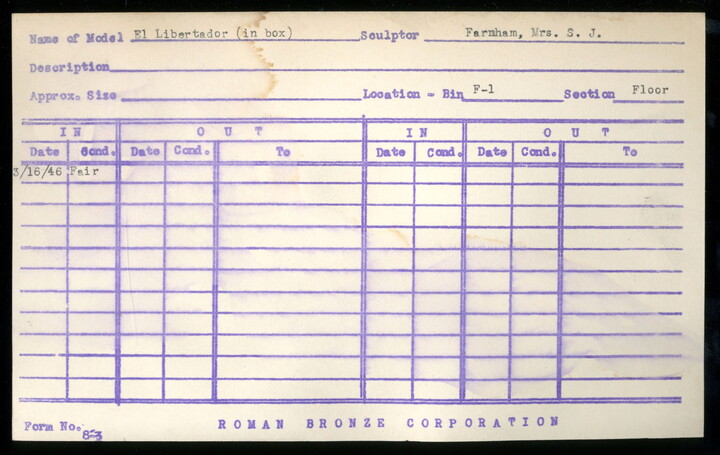 Name of Model El Libertador (in box) Sculptor Farnham, Mrs. S. J.
Description
Approx. Size Location - Bin F-1 Section Floor
IN OUT IN OUT
Date Cond. Date Cond. To Date Cond. Date Cond. To
3/16/46 Fair
Form No. 8-3 ROMAN BRONZE CORPORATION